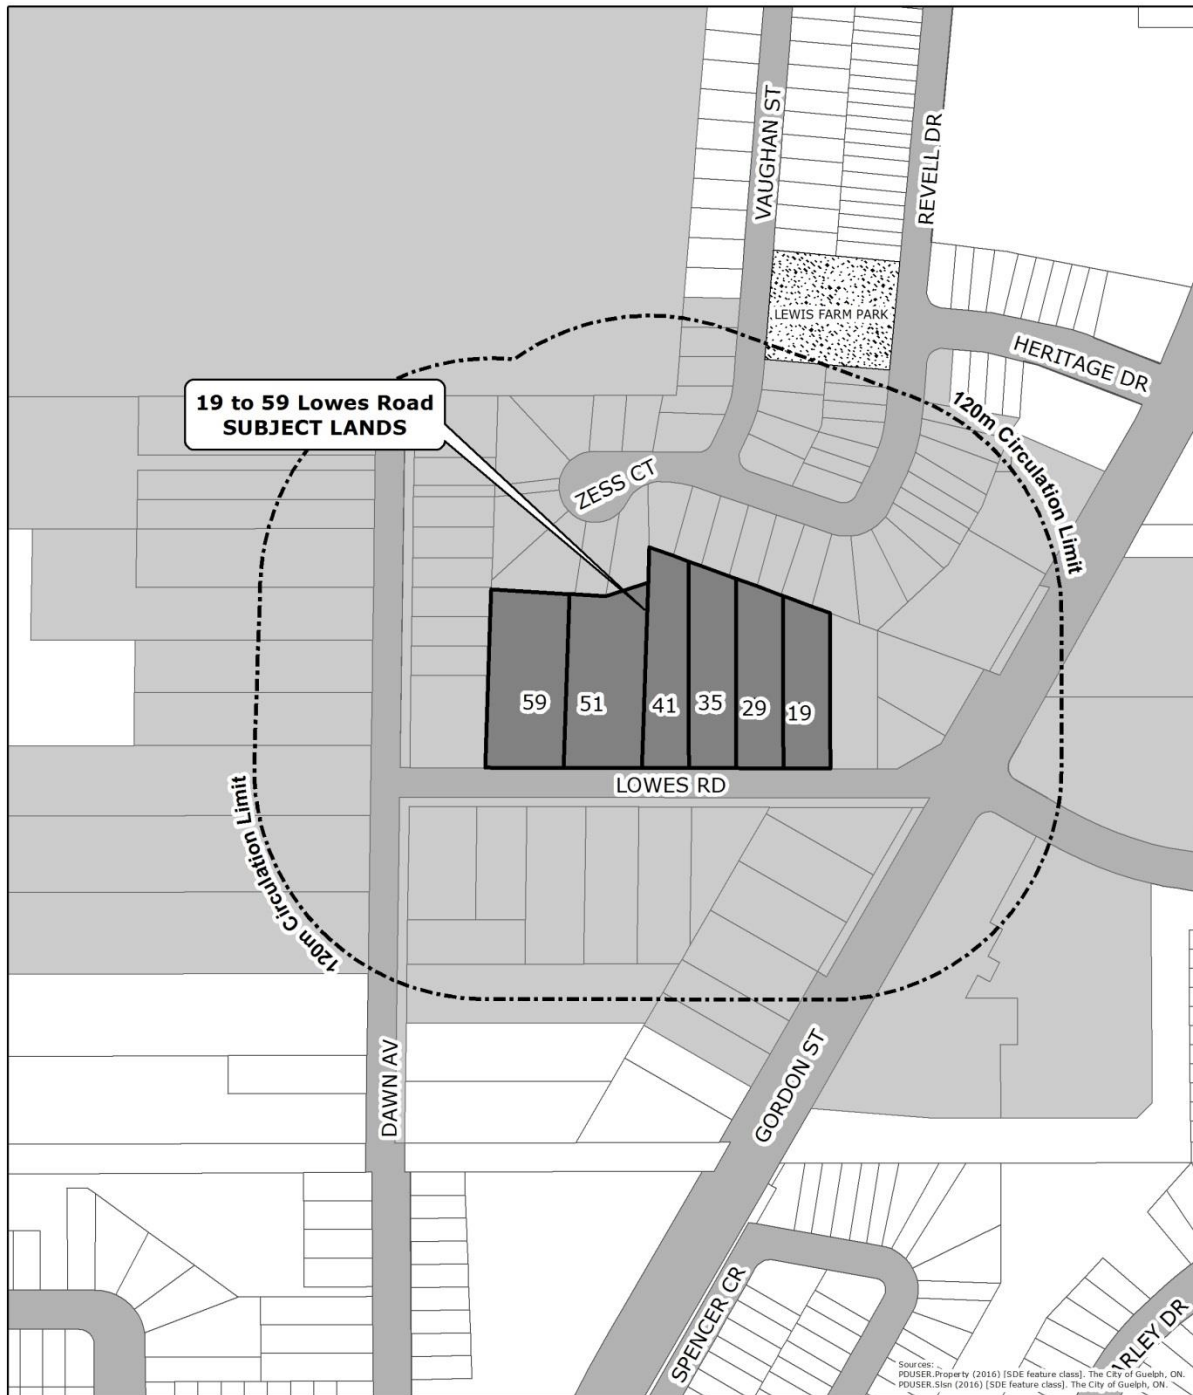 VAUGHAN ST
REVELL DR
LEWIS FARM PARK
HERITAGE DR
19 to 59 Lowes Road
SUBJECT LANDS
120m Circulation Limit
ZESS CT
59
51
41
35
29
19
LOWES RD
120m Circulation Limit
DAWN AV
GORDON ST
SPENCER CR
ARLEY DR
Sources:
PDUSER.Property (2016) [SDE feature class]. The City of Guelph, ON.
PDUSER.Slsn (2016) [SDE feature class]. The City of Guelph, ON.